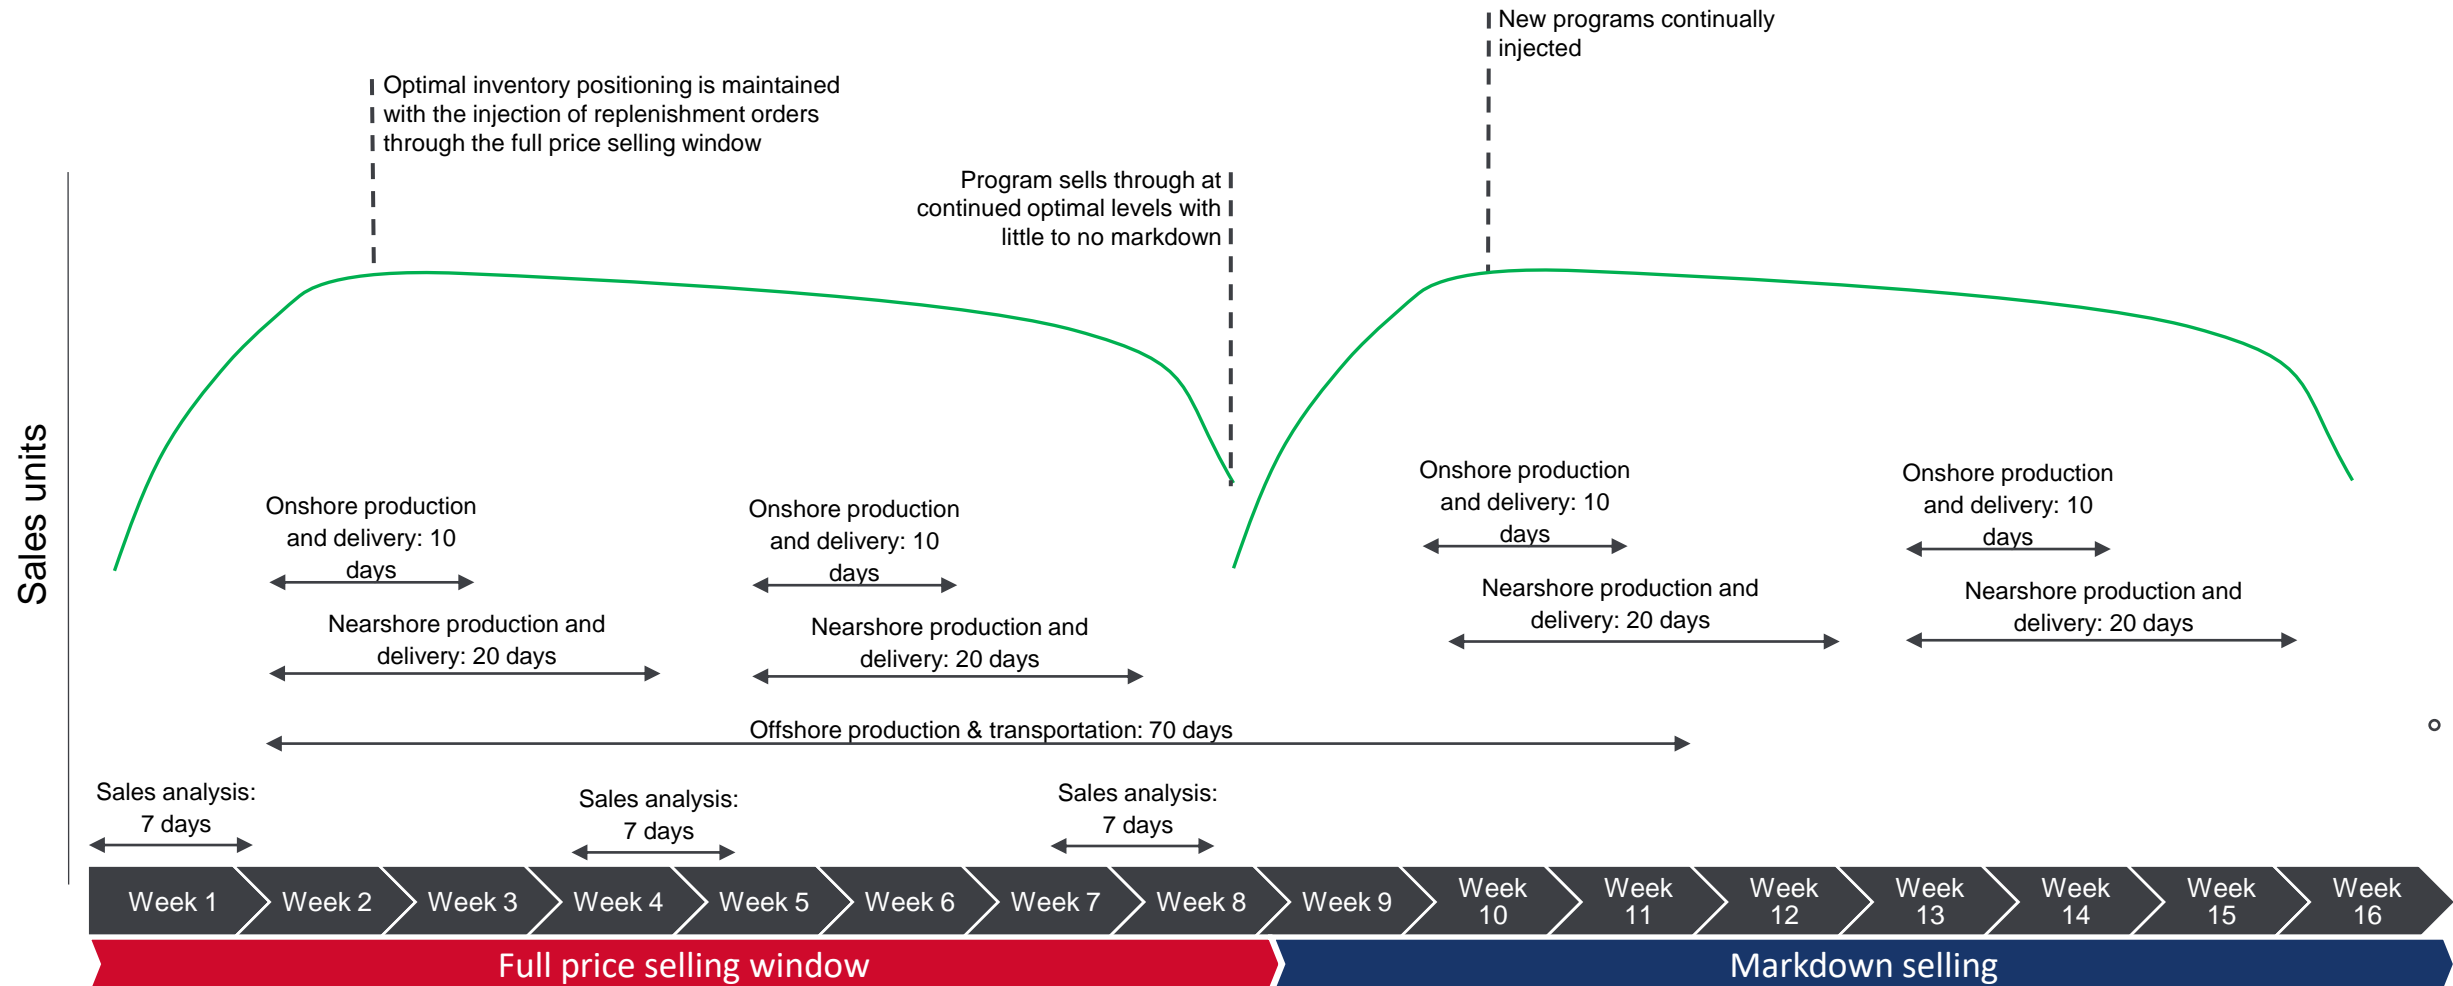 New programs continually
injected
Optimal inventory positioning is maintained
with the injection of replenishment orders
through the full price selling window
Program sells through at
continued optimal levels with
little to no markdown
Sales units
Onshore production
and delivery: 10
days
Onshore production
and delivery: 10
days
Onshore production
and delivery: 10
days
Onshore production
and delivery: 10
days
Nearshore production and
delivery: 20 days
Nearshore production and
delivery: 20 days
Nearshore production and
delivery: 20 days
Nearshore production and
delivery: 20 days
Offshore production & transportation: 70 days
Sales analysis:
7 days
Sales analysis:
7 days
Sales analysis:
7 days
Week 1
Week 2
Week 3
Week 4
Week 5
Week 6
Week 7
Week 8
Week 9
Week
10
Week
11
Week
12
Week
13
Week
14
Week
15
Week
16
Full price selling window
Markdown selling